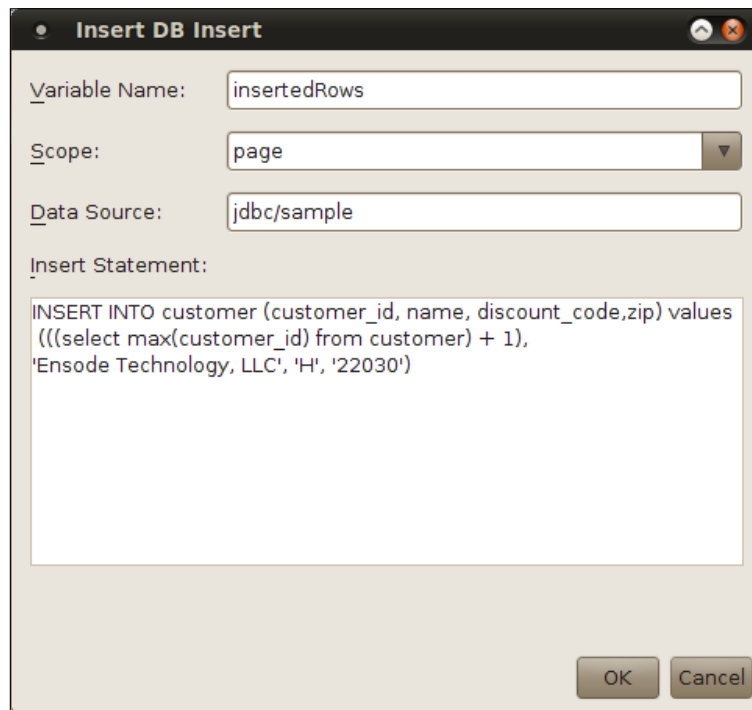 Insert DB Insert
Variable Name: insertedRows
Scope: page
Data Source: jdbc/sample
Insert Statement:
INSERT INTO customer (customer_id, name, discount_code,zip) values
(((select max(customer_id) from customer) + 1),
'Ensode Technology, LLC', 'H', '22030')
OK Cancel